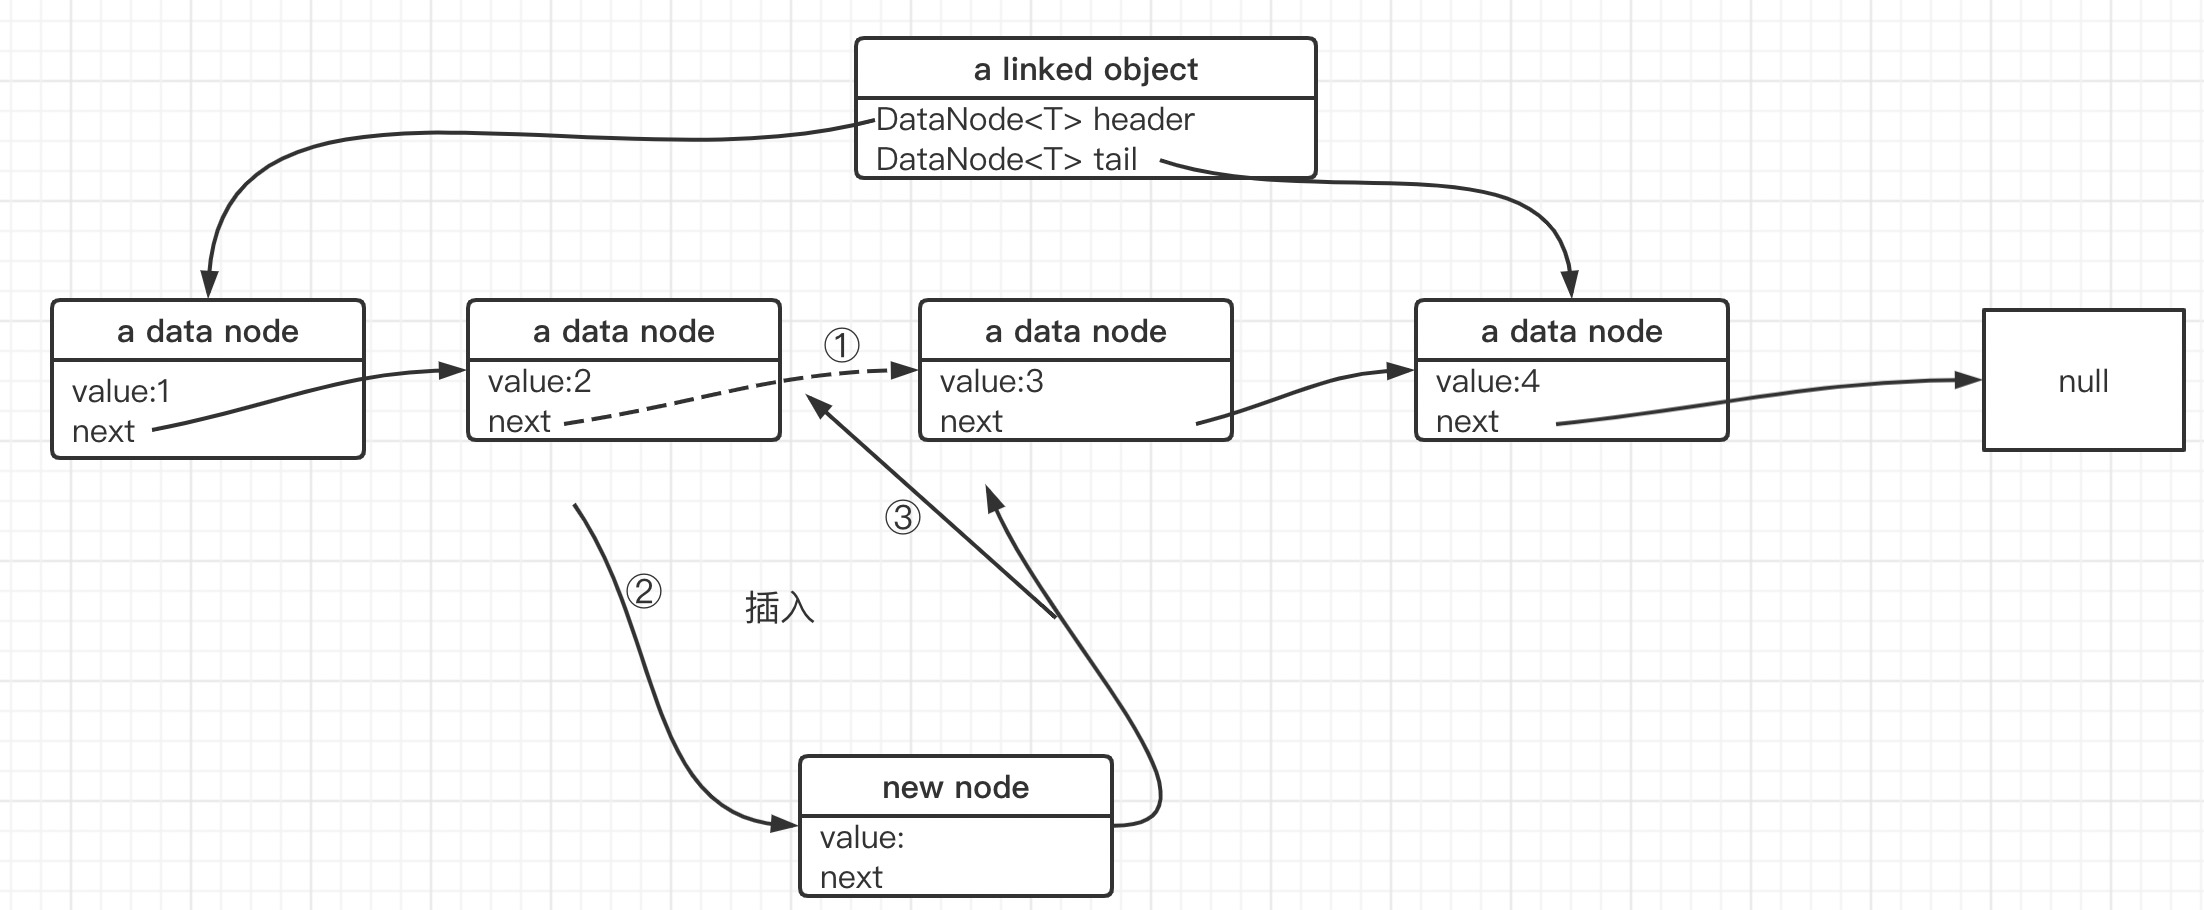 a linked object
DataNode<T> header
DataNode<T> tail
a data node
value:1
next
a data node
value:2
next
①
a data node
value:3
next
a data node
value:4
next
null
③
②
插入
new node
value:
next